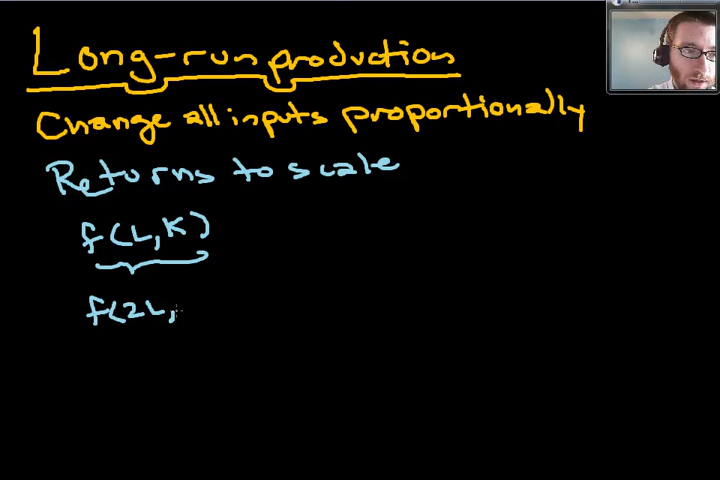 Long-run production
Change all inputs proportionally
Returns to scale
f(L,K)
f(2L,